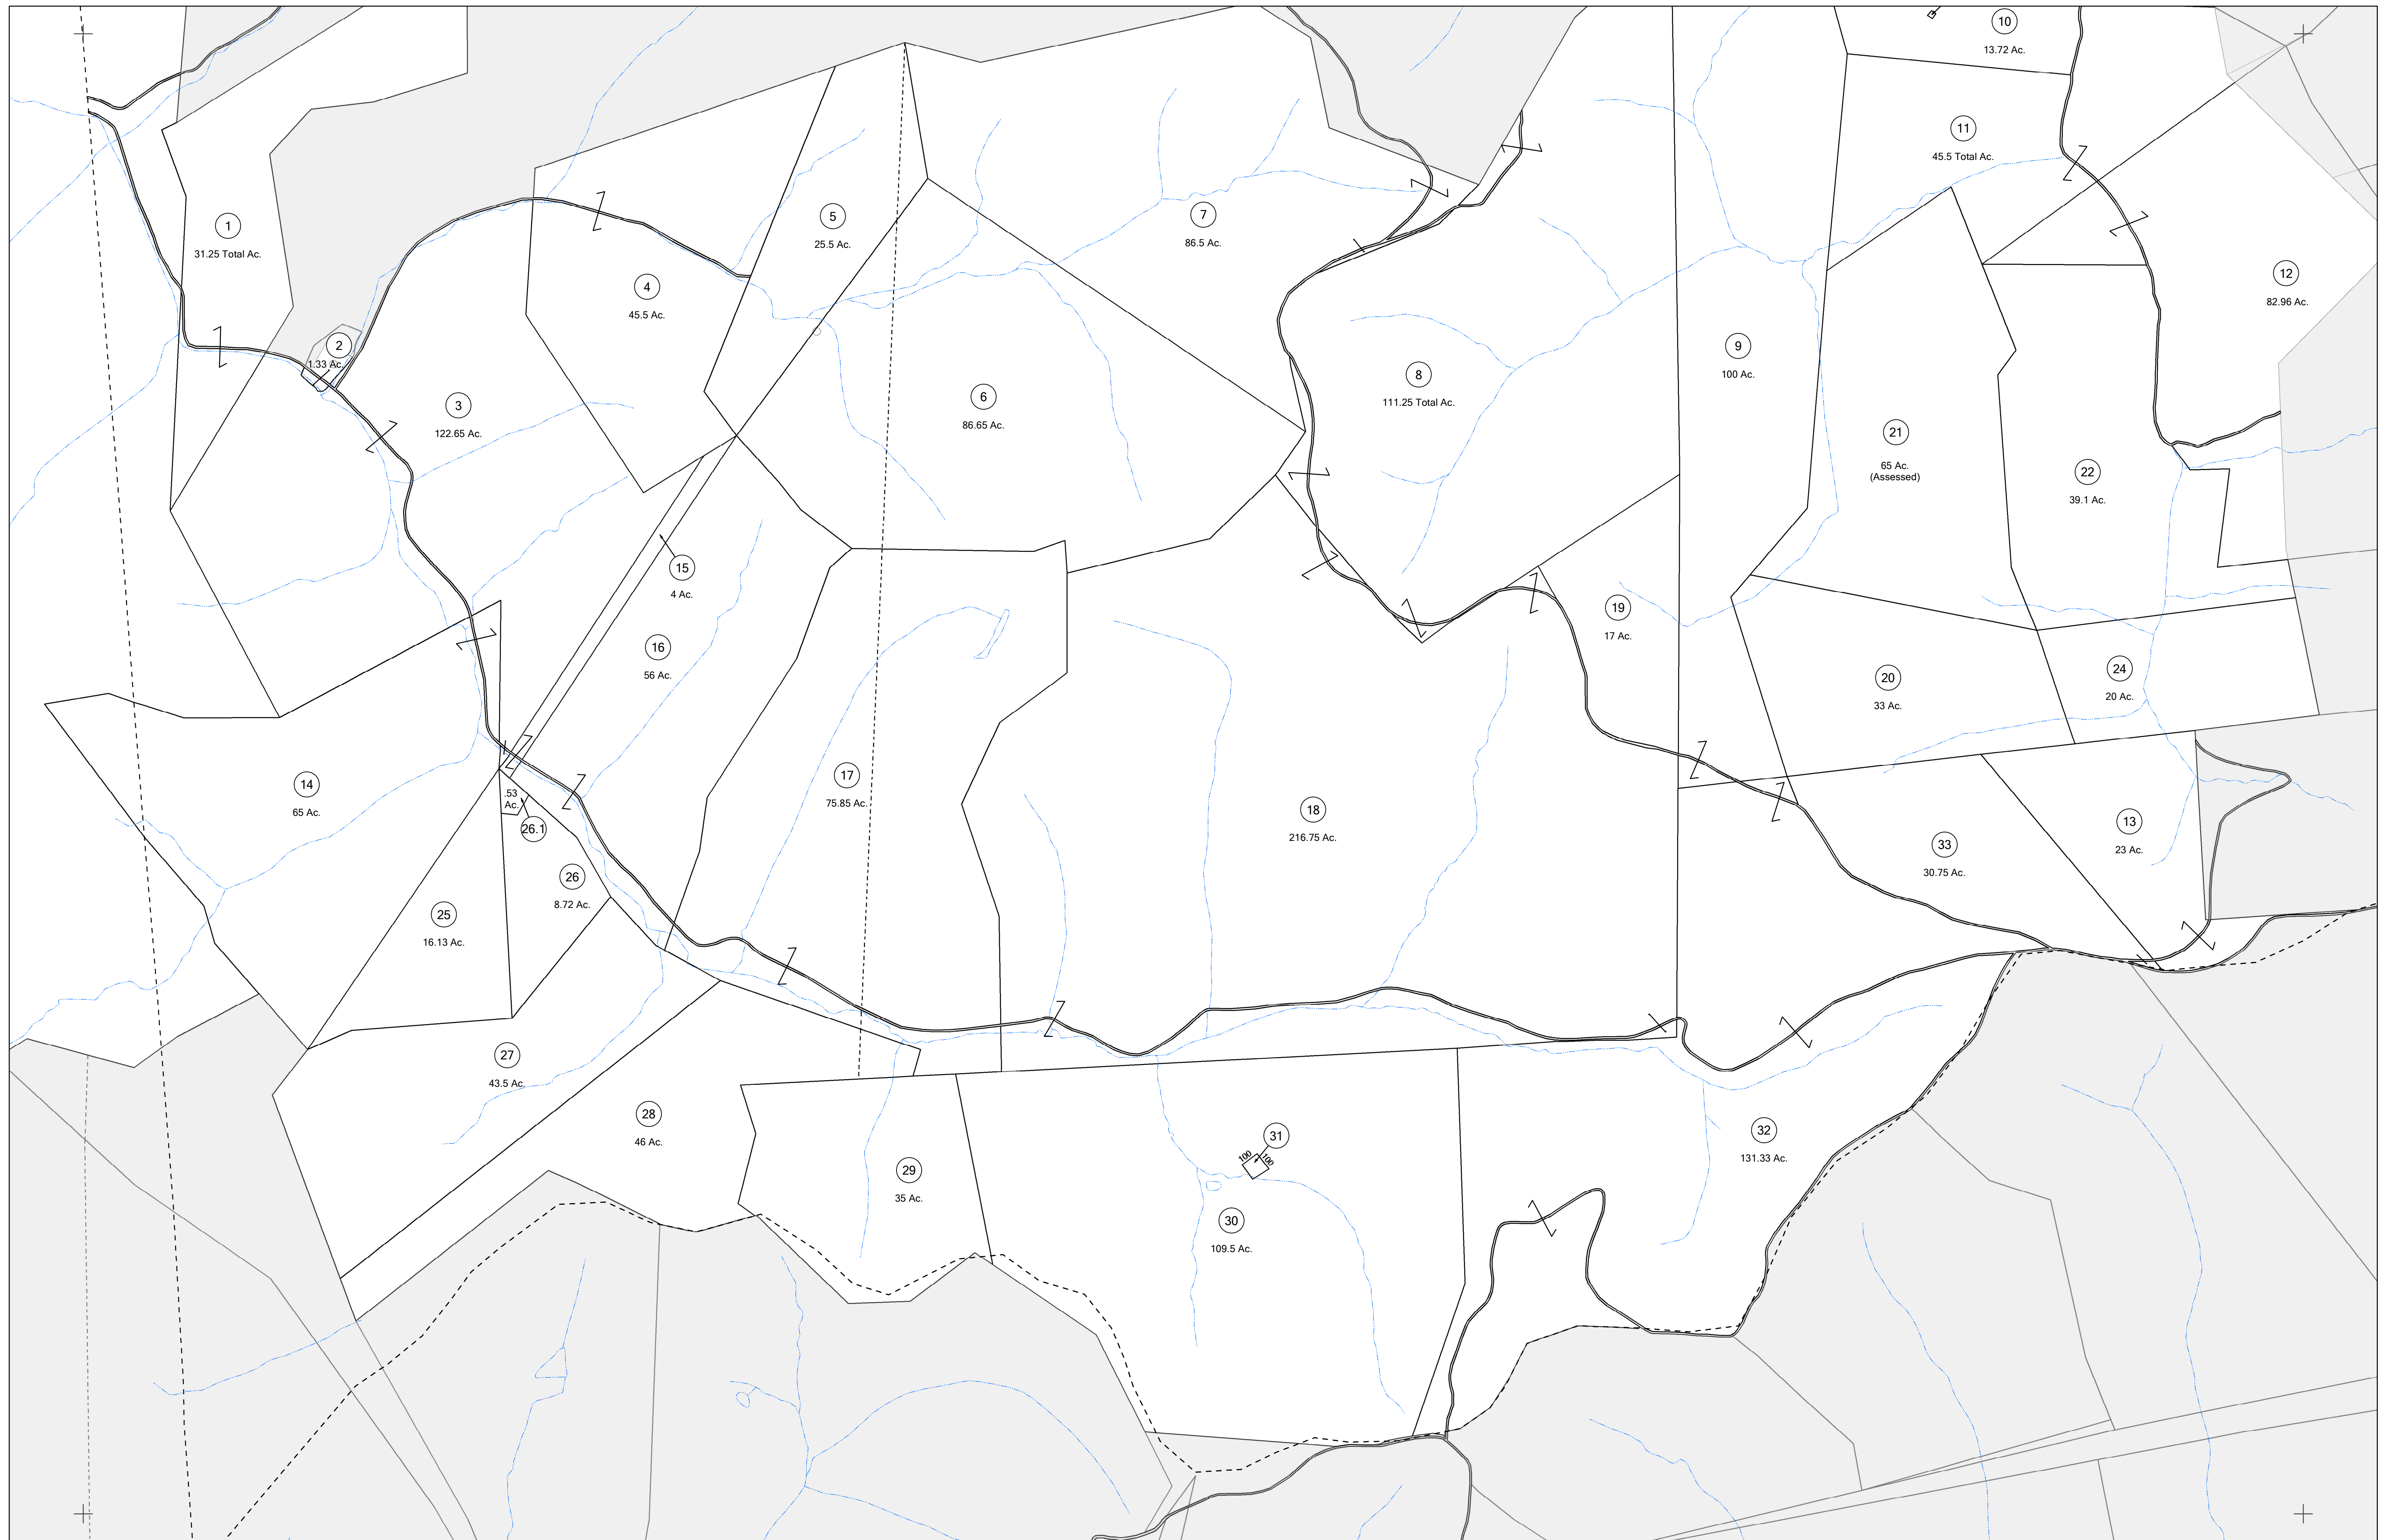 10
13.72 Ac.
11
45.5 Total Ac.
1
31.25 Total Ac.
5
25.5 Ac.
7
86.5 Ac.
12
82.96 Ac.
4
45.5 Ac.
2
1.33 Ac.
3
122.65 Ac.
6
86.65 Ac.
8
111.25 Total Ac.
9
100 Ac.
21
65 Ac.
(Assessed)
22
39.1 Ac.
15
4 Ac.
16
56 Ac.
19
17 Ac.
20
33 Ac.
24
20 Ac.
14
65 Ac.
.53
Ac.
26.1
17
75.85 Ac.
18
216.75 Ac.
33
30.75 Ac.
13
23 Ac.
26
8.72 Ac.
25
16.13 Ac.
27
43.5 Ac.
28
46 Ac.
29
35 Ac.
31
100
100
30
109.5 Ac.
32
131.33 Ac.